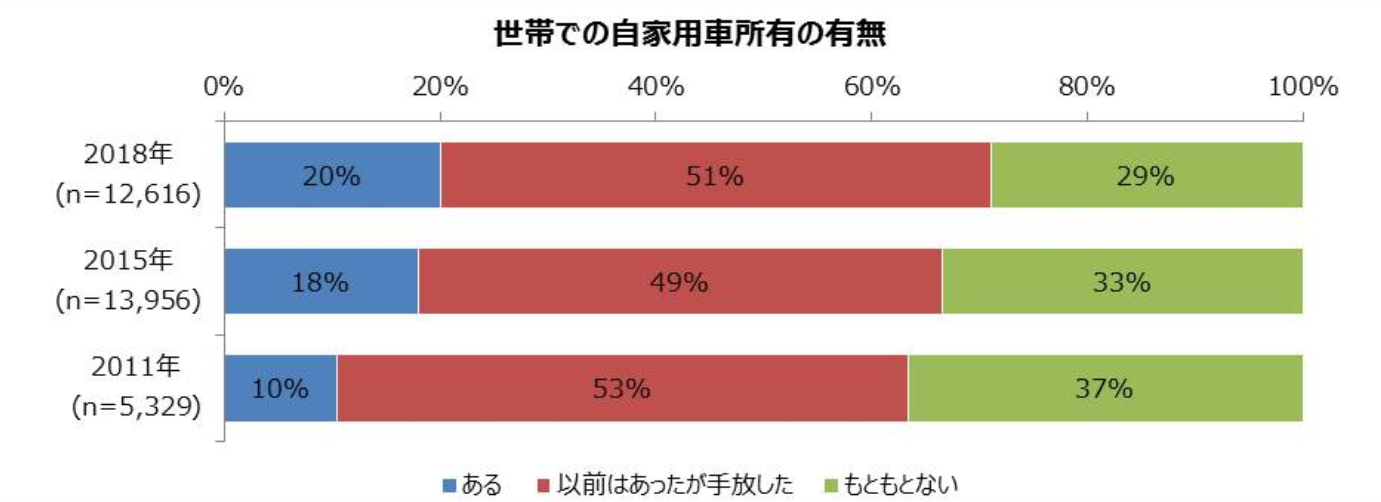 世帯での自家用車所有の有無
0% 20% 40% 60% 80% 100%
2018年
(n=12,616)
20% 51% 29%
2015年
(n=13,956)
18% 49% 33%
2011年
(n=5,329)
10% 53% 37%
ある 以前はあったが手放した もともとない